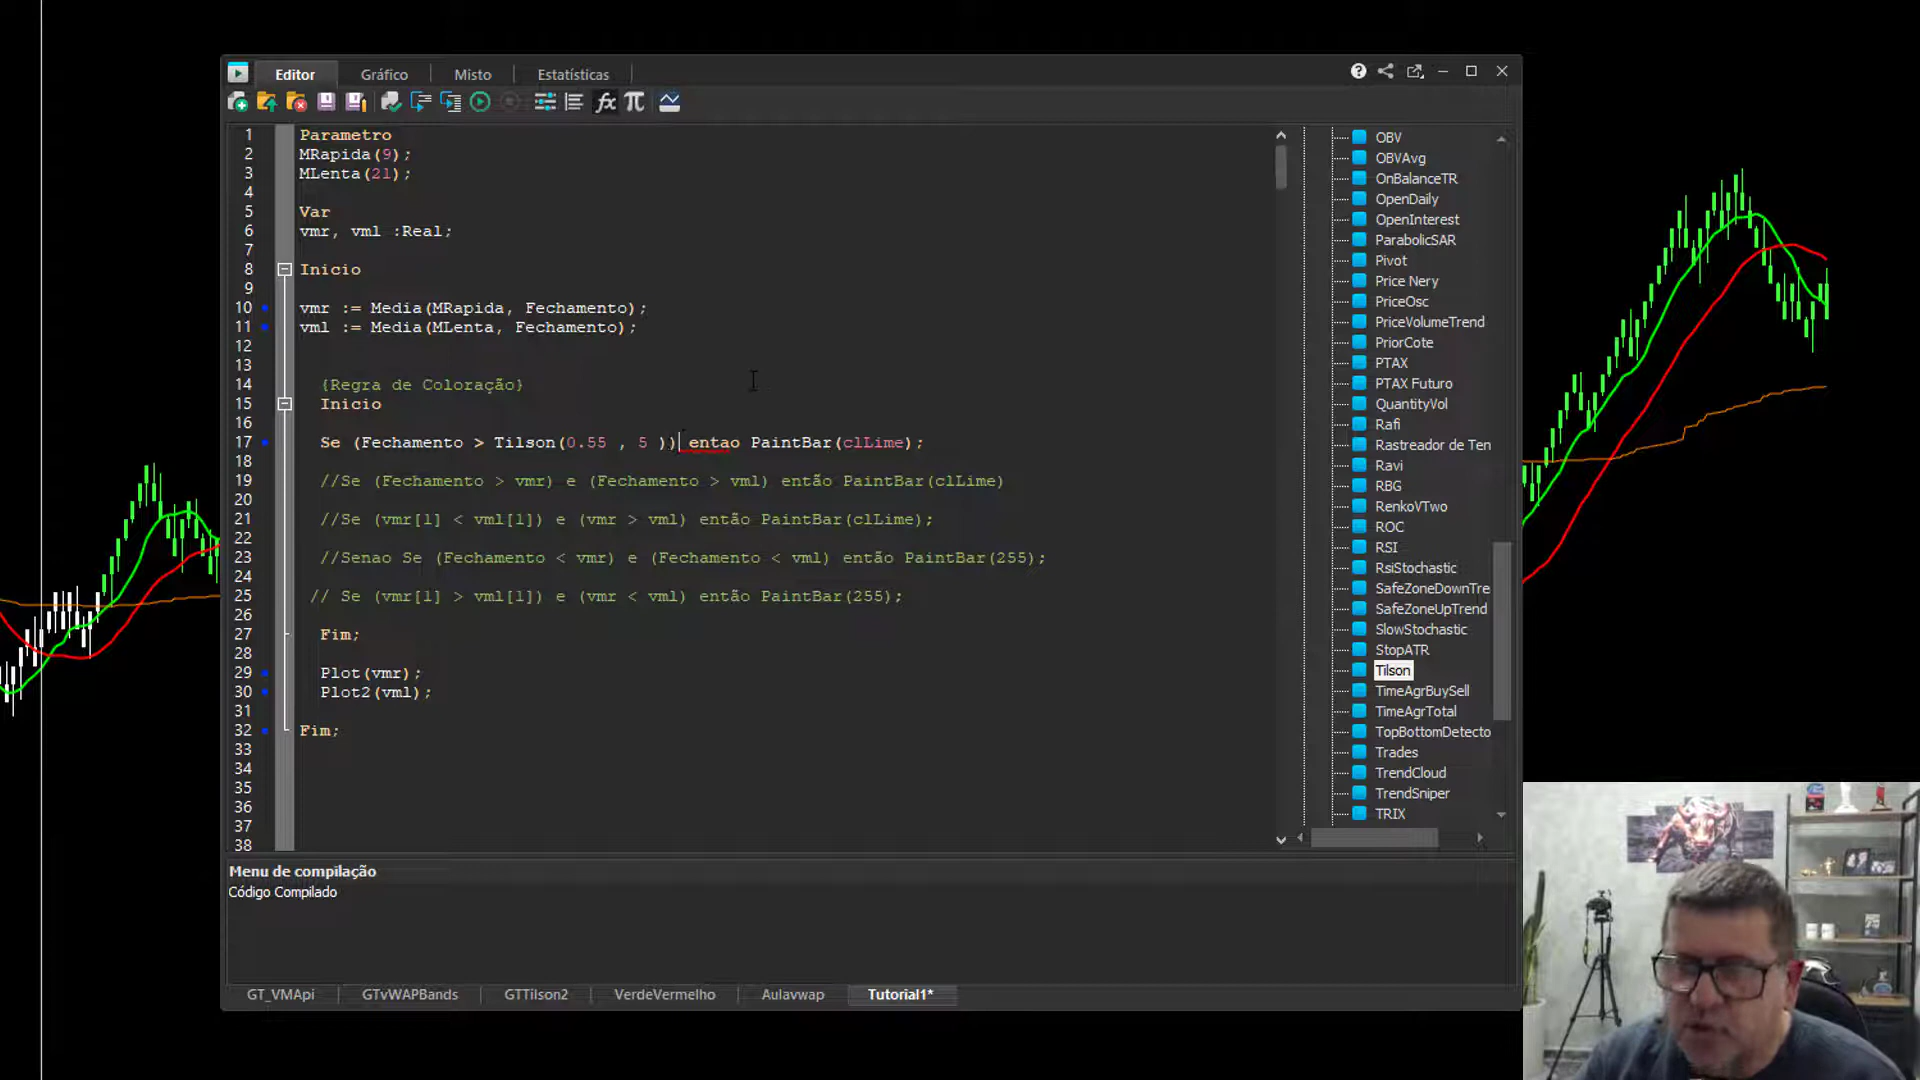 Editor Gráfico Misto Estatísticas
1 Parametro
2 MRapida(9);
3 MLenta(21);
4
5 Var
6 vmr, vml :Real;
7
8 Inicio
9
10 vmr := Media(MRapida, Fechamento);
11 vml := Media(MLenta, Fechamento);
12
13
14 {Regra de Coloração}
15 Inicio
16
17 Se (Fechamento > Tilson(0.55 , 5 )) entao PaintBar(clLime);
18
19 //Se (Fechamento > vmr) e (Fechamento > vml) então PaintBar(clLime)
20
21 //Se (vmr[1] < vml[1]) e (vmr > vml) então PaintBar(clLime);
22
23 //Senao Se (Fechamento < vmr) e (Fechamento < vml) então PaintBar(255);
24
25 // Se (vmr[1] > vml[1]) e (vmr < vml) então PaintBar(255);
26
27 Fim;
28
29 Plot(vmr);
30 Plot2(vml);
31
32 Fim;
33
34
35
36
37
38
OBV
OBVAvg
OnBalanceTR
OpenDaily
OpenInterest
ParabolicSAR
Pivot
Price Nery
PriceOsc
PriceVolumeTrend
PriorCote
PTAX
PTAX Futuro
QuantityVol
Rafi
Rastreador de Ten
Ravi
RBG
RenkoVTwo
ROC
RSI
RsiStochastic
SafeZoneDownTre
SafeZoneUpTrend
SlowStochastic
StopATR
Tilson
TimeAgrBuySell
TimeAgrTotal
TopBottomDetecto
Trades
TrendCloud
TrendSniper
TRIX
Menu de compilação
Código Compilado
GT_VMApi GTvWAPBands GTTilson2 VerdeVermelho Aulavwap Tutorial1*